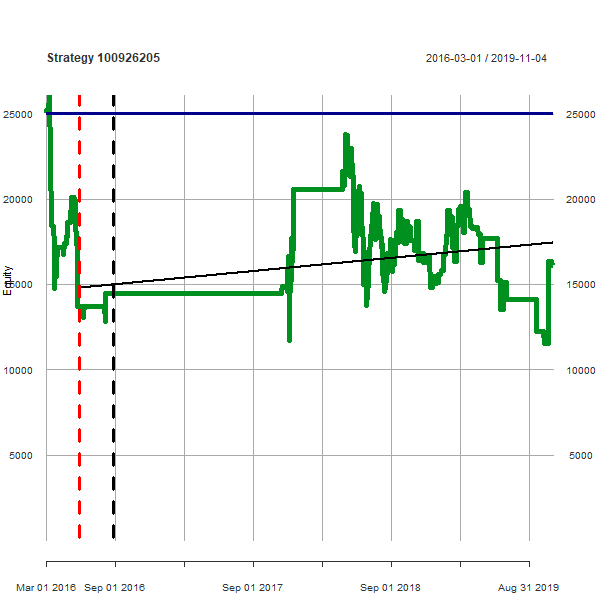 Strategy 100926205 2016-03-01 / 2019-11-04
25000 25000
20000 20000
Equity
15000 15000
10000 10000
5000 5000
Mar 01 2016 Sep 01 2016 Sep 01 2017 Sep 01 2018 Aug 31 2019